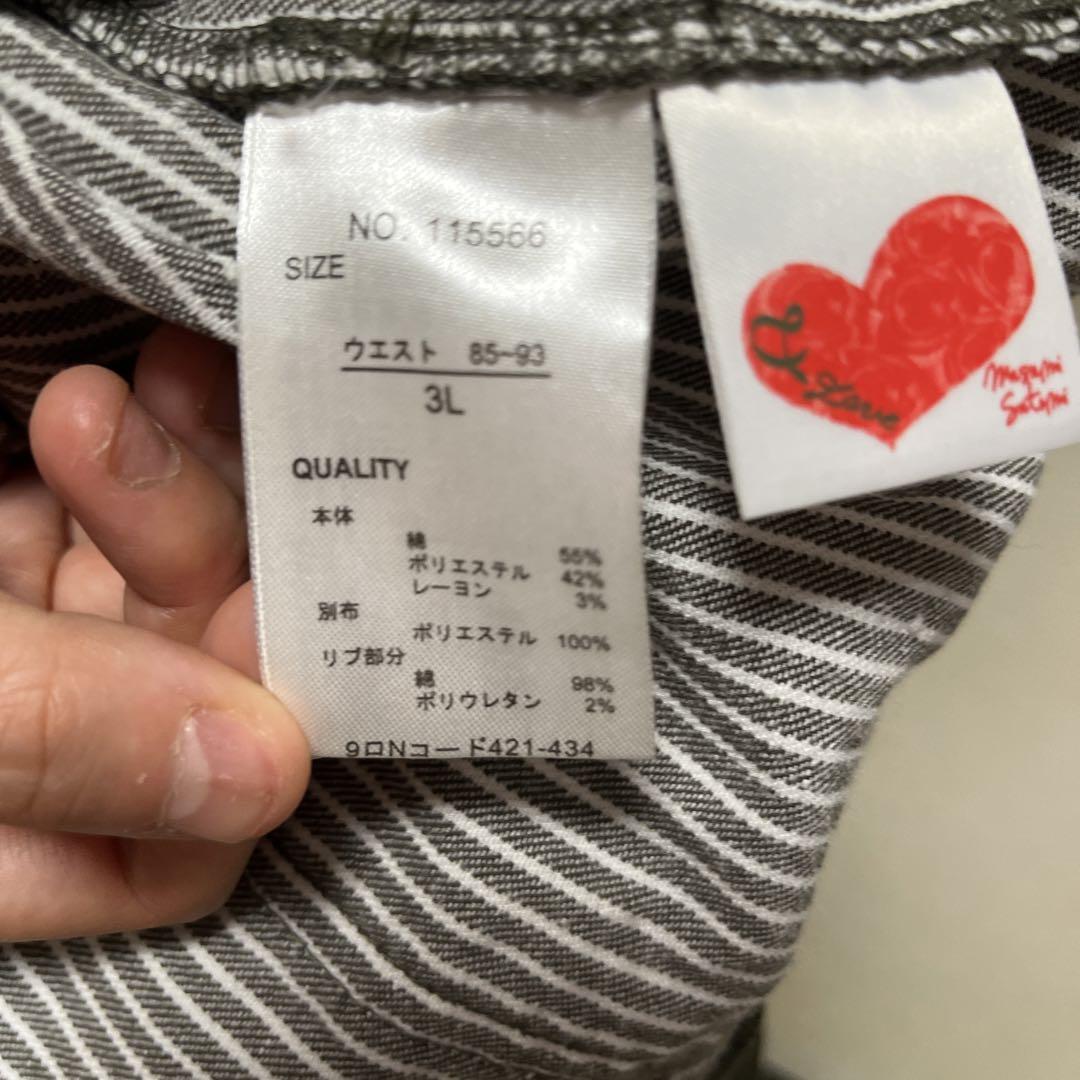 NO. 115566
SIZE
ウエスト 85~93
3L
QUALITY
本体
綿 55%
ポリエステル 42%
レーヨン 3%
別布
ポリエステル 100%
リブ部分
綿 98%
ポリウレタン 2%
9ロNコード421-434
Love
megumi
Satomi